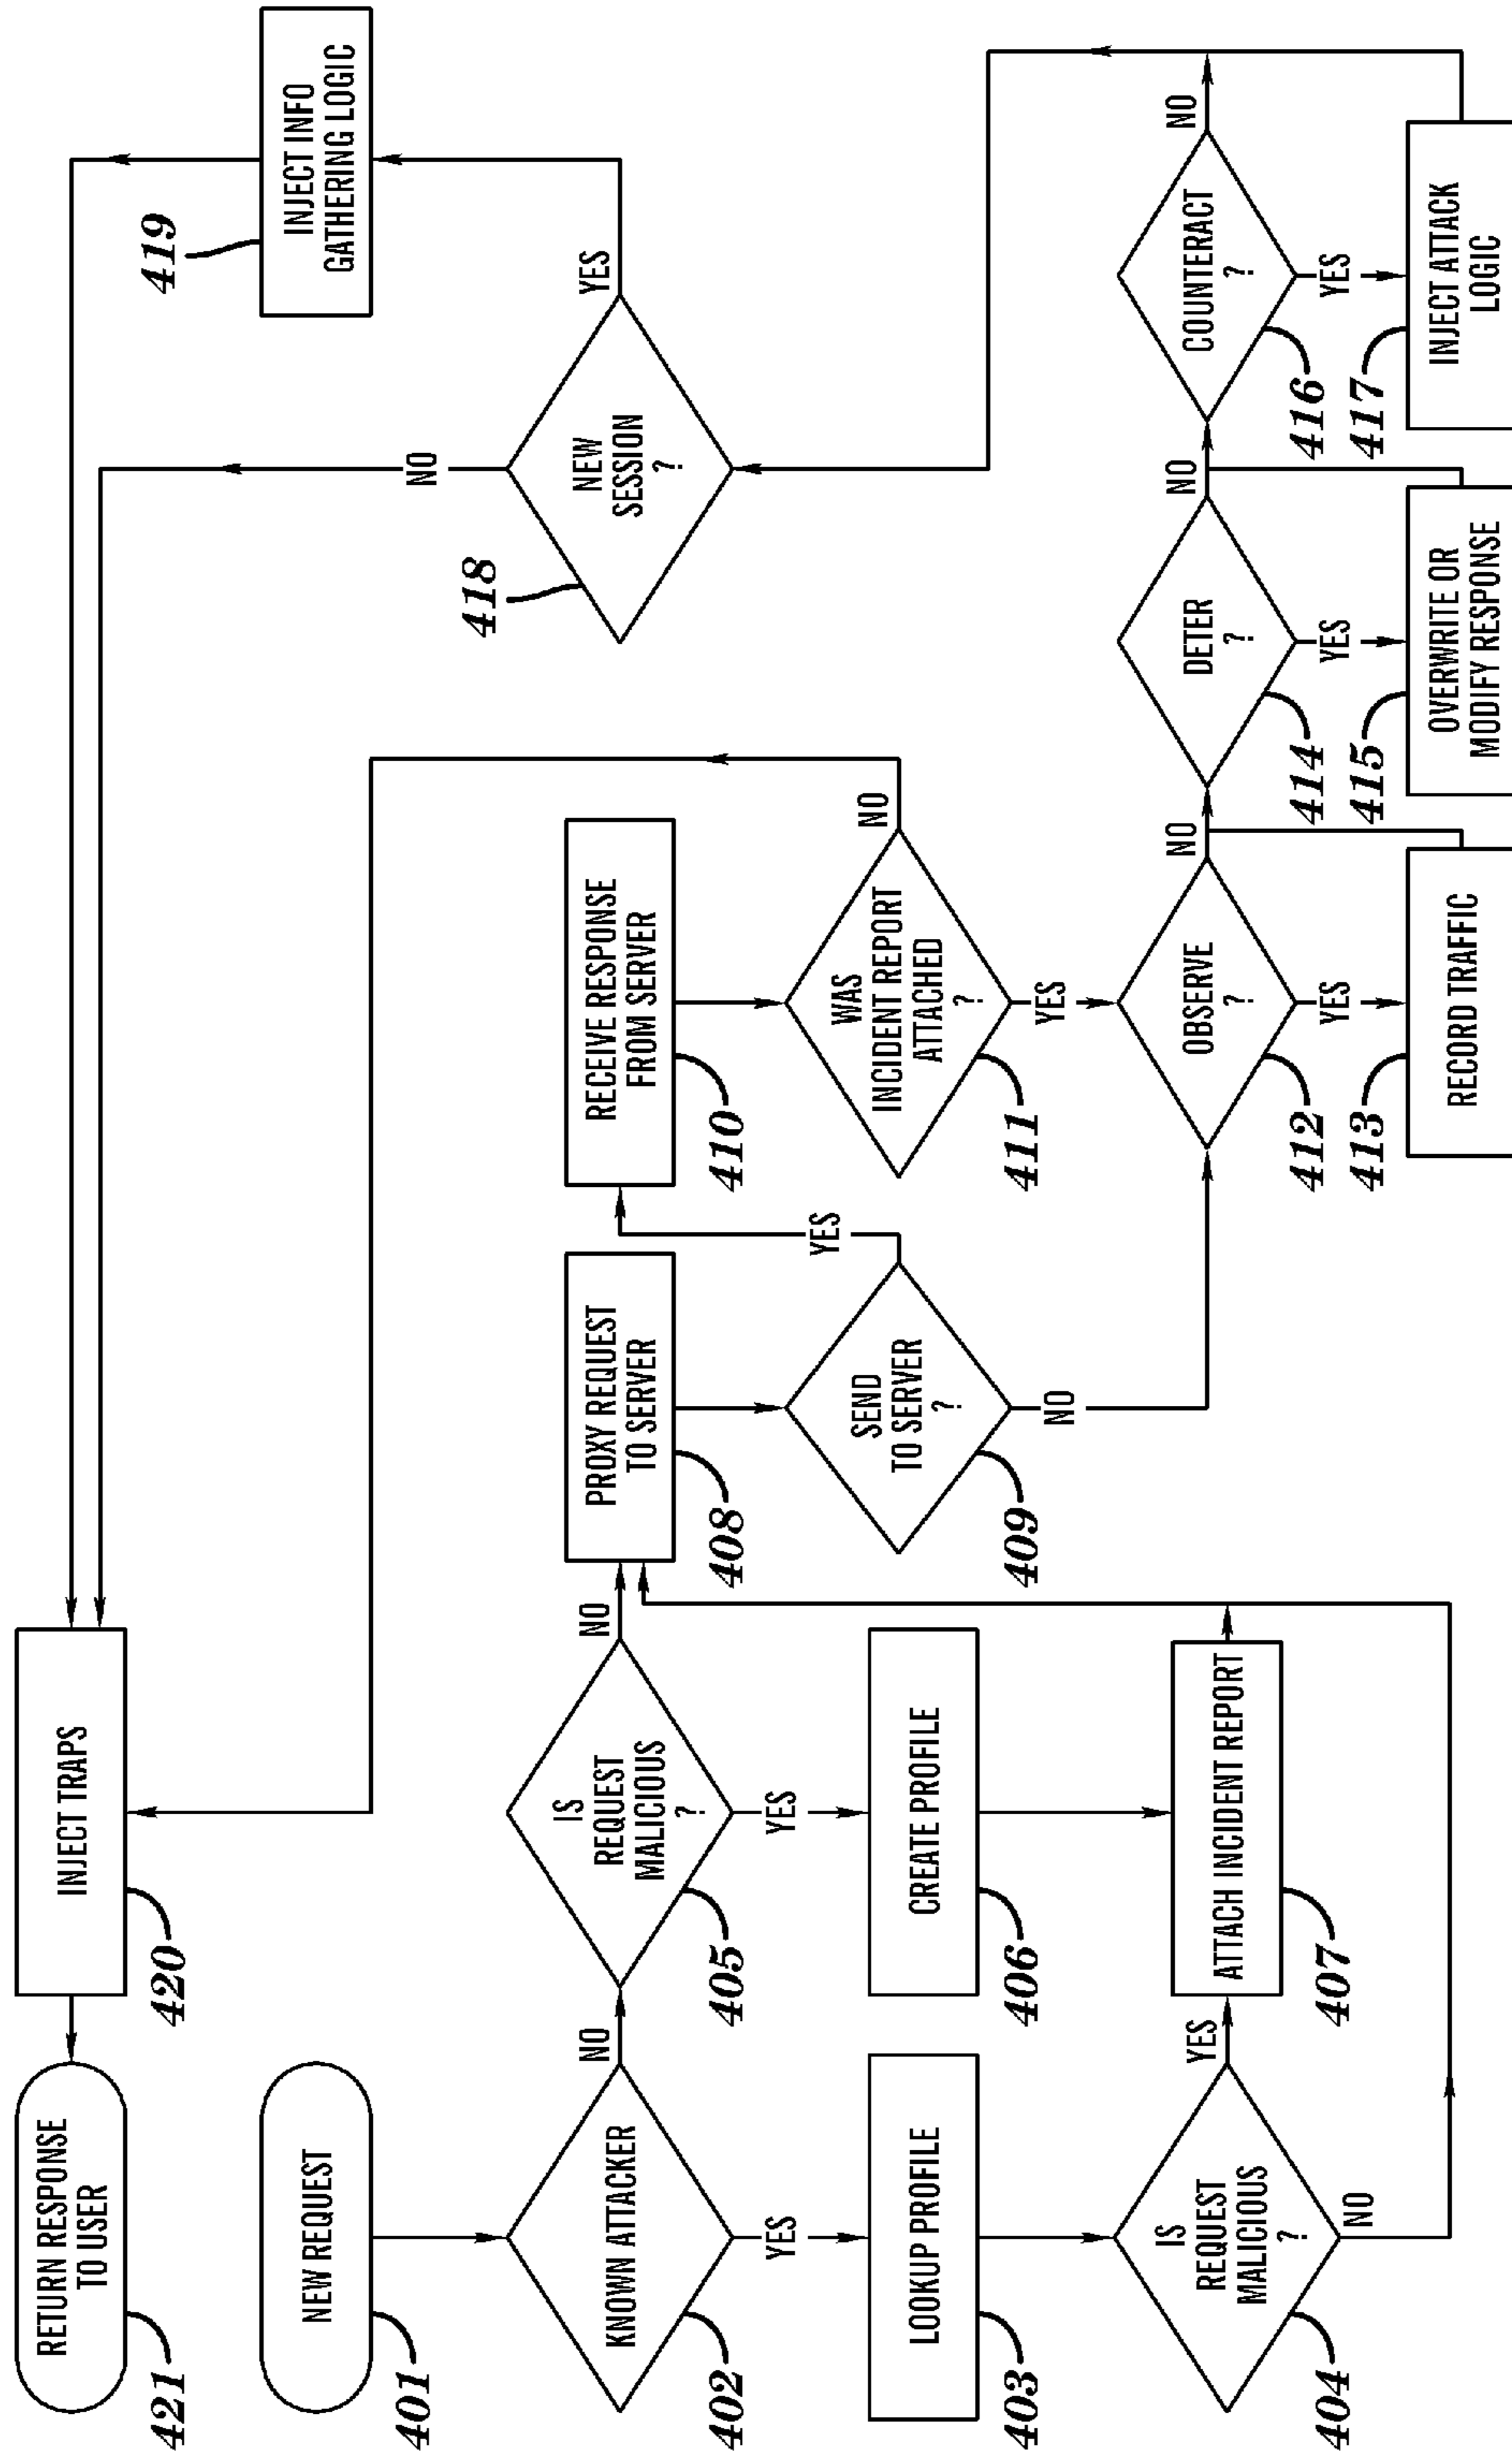 RETURN RESPONSE
TO USER
421
INJECT TRAPS
420
NEW REQUEST
401
INJECT INFO
GATHERING LOGIC
419
KNOWN ATTACKER
402
NO
YES
IS
REQUEST
MALICIOUS
?
405
NO
YES
PROXY REQUEST
TO SERVER
408
RECEIVE RESPONSE
FROM SERVER
410
NEW
SESSION
?
418
NO
YES
LOOKUP PROFILE
403
CREATE PROFILE
406
SEND
TO SERVER
?
409
YES
NO
WAS
INCIDENT REPORT
ATTACHED
?
411
NO
YES
IS
REQUEST
MALICIOUS
?
404
YES
NO
ATTACH INCIDENT REPORT
407
OBSERVE
?
412
NO
YES
DETER
?
414
NO
YES
COUNTERACT
?
416
NO
YES
RECORD TRAFFIC
413
OVERWRITE OR
MODIFY RESPONSE
415
INJECT ATTACK
LOGIC
417